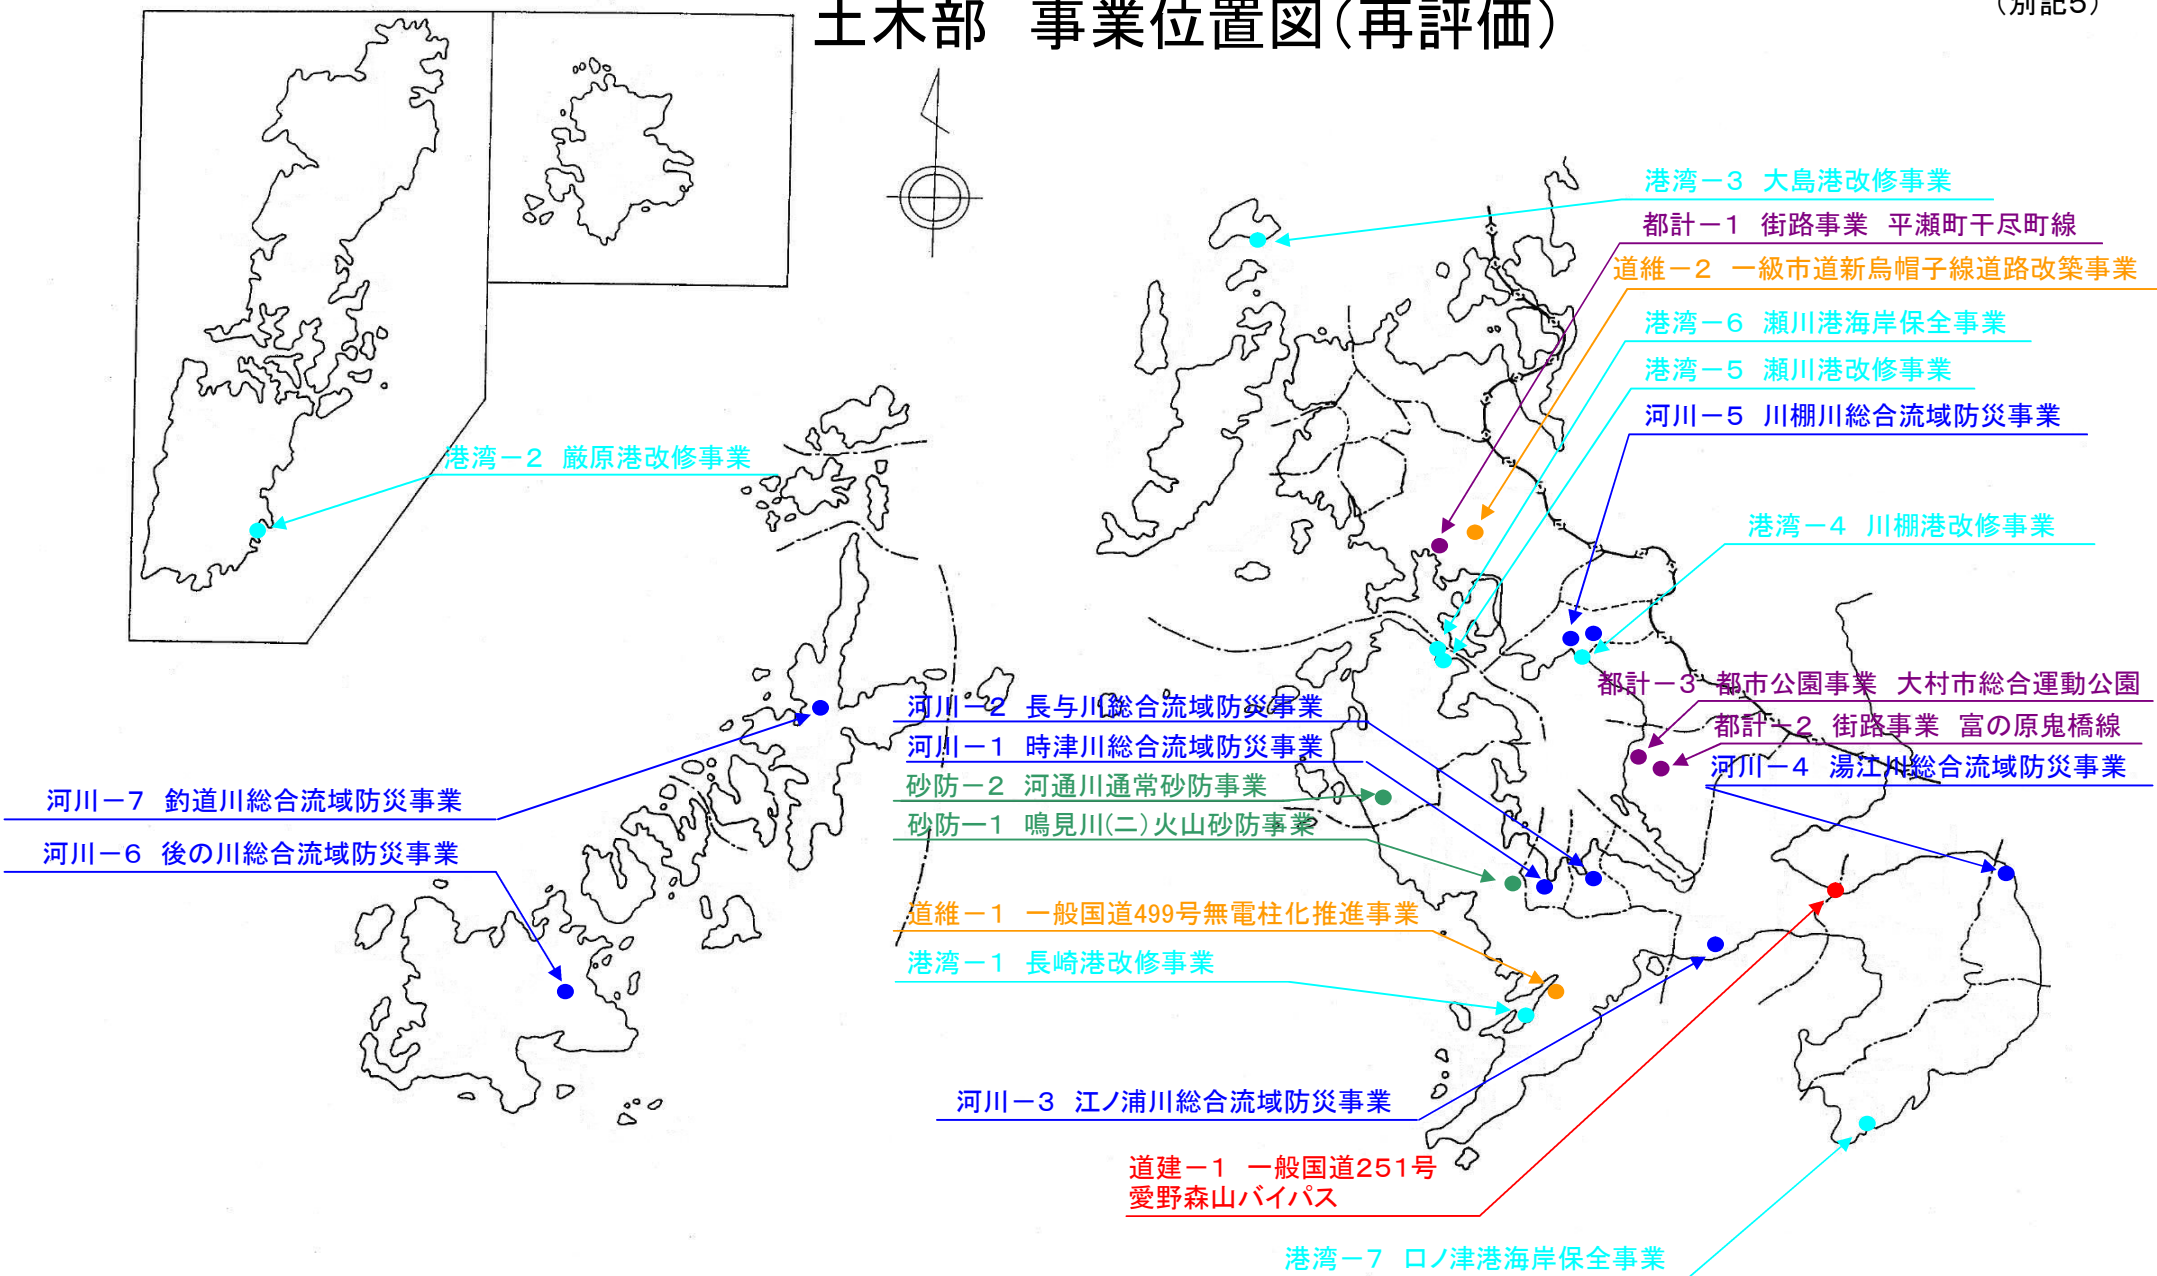 土木部　事業位置図（再評価）
（別記５）
港湾－３　大島港改修事業
都計－１　街路事業　平瀬町干尽町線
道維－２　一級市道新烏帽子線道路改築事業
港湾－６　瀬川港海岸保全事業
港湾－５　瀬川港改修事業
河川－５　川棚川総合流域防災事業
港湾－２　厳原港改修事業
港湾－４　川棚港改修事業
都計－３　都市公園事業　大村市総合運動公園
河川－２　長与川総合流域防災事業
都計－２　街路事業　富の原鬼橋線
河川－１　時津川総合流域防災事業
河川－４　湯江川総合流域防災事業
砂防－２　河通川通常砂防事業
河川－７　釣道川総合流域防災事業
砂防－１　鳴見川(二)火山砂防事業
河川－６　後の川総合流域防災事業
道維－１　一般国道499号無電柱化推進事業
港湾－１　長崎港改修事業
河川－３　江ノ浦川総合流域防災事業
道建－１　一般国道２５１号
愛野森山バイパス
港湾－７　口ノ津港海岸保全事業